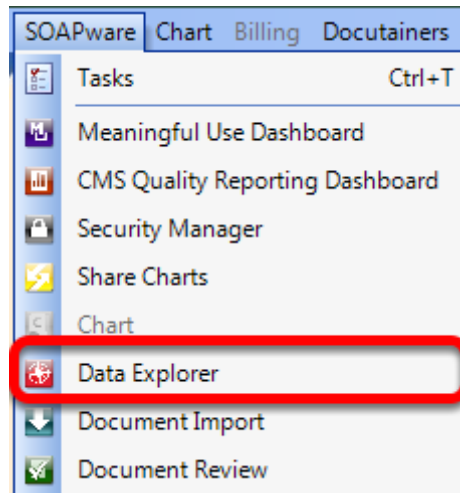 SOAPware Chart Billing Docutainers
Tasks Ctrl+T
Meaningful Use Dashboard
CMS Quality Reporting Dashboard
Security Manager
Share Charts
Chart
Data Explorer
Document Import
Document Review